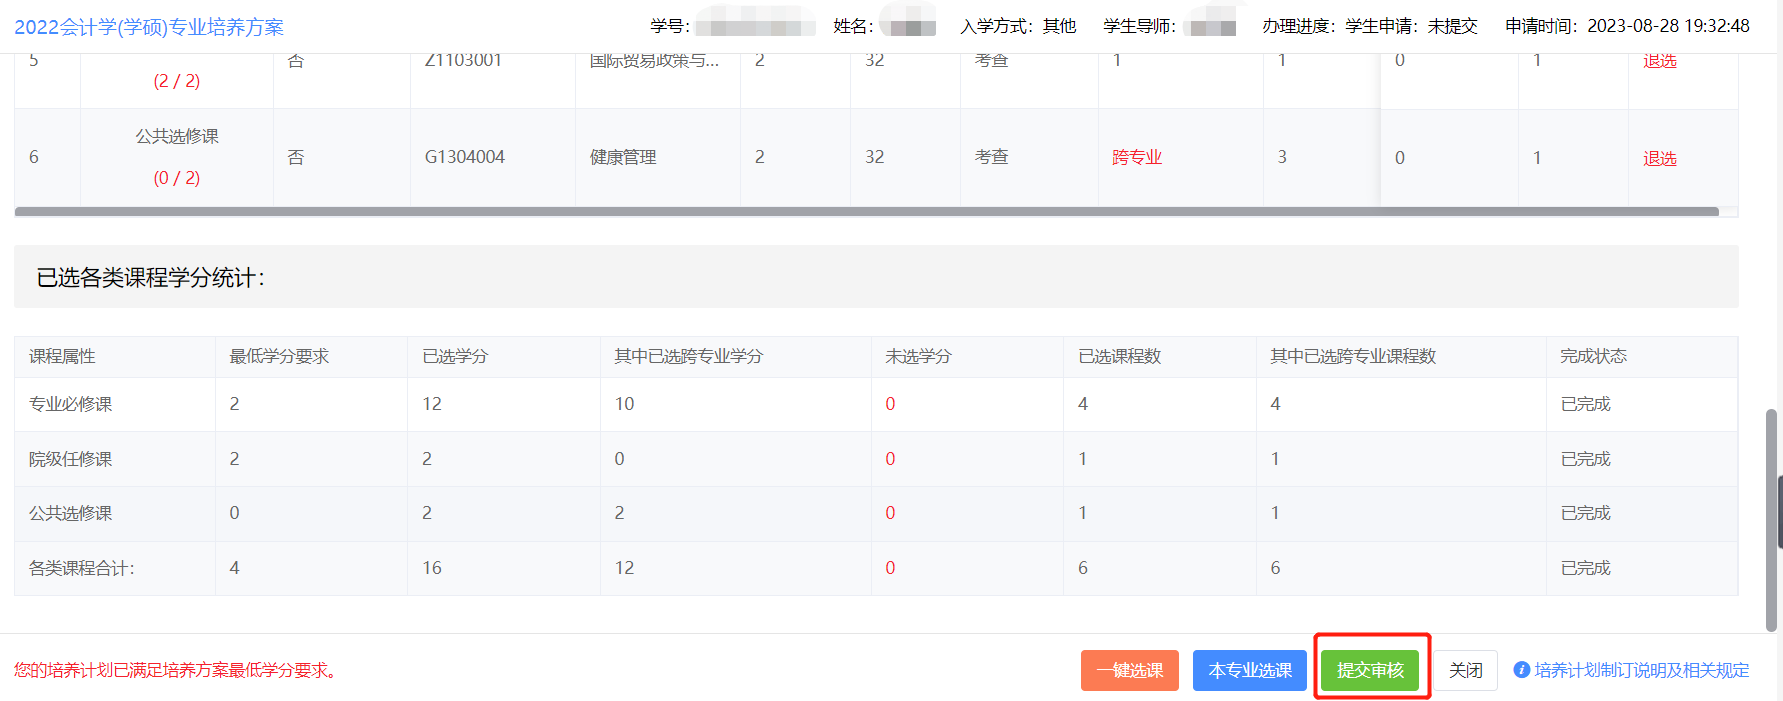 2022会计学(学硕)专业培养方案 学号： 姓名： 入学方式：其他 学生导师： 办理进度：学生申请：未提交 申请时间：2023-08-28 19:32:48
5 (2 / 2) 否 Z1103001 国际贸易政策与... 2 32 考查 1 1 0 1 退选
6 公共选修课 (0 / 2) 否 G1304004 健康管理 2 32 考查 跨专业 3 0 1 退选
已选各类课程学分统计：
课程属性 最低学分要求 已选学分 其中已选跨专业学分 未选学分 已选课程数 其中已选跨专业课程数 完成状态
专业必修课 2 12 10 0 4 4 已完成
院级任修课 2 2 0 0 1 1 已完成
公共选修课 0 2 2 0 1 1 已完成
各类课程合计： 4 16 12 0 6 6 已完成
您的培养计划已满足培养方案最低学分要求。 一键选课 本专业选课 提交审核 关闭 培养计划制订说明及相关规定